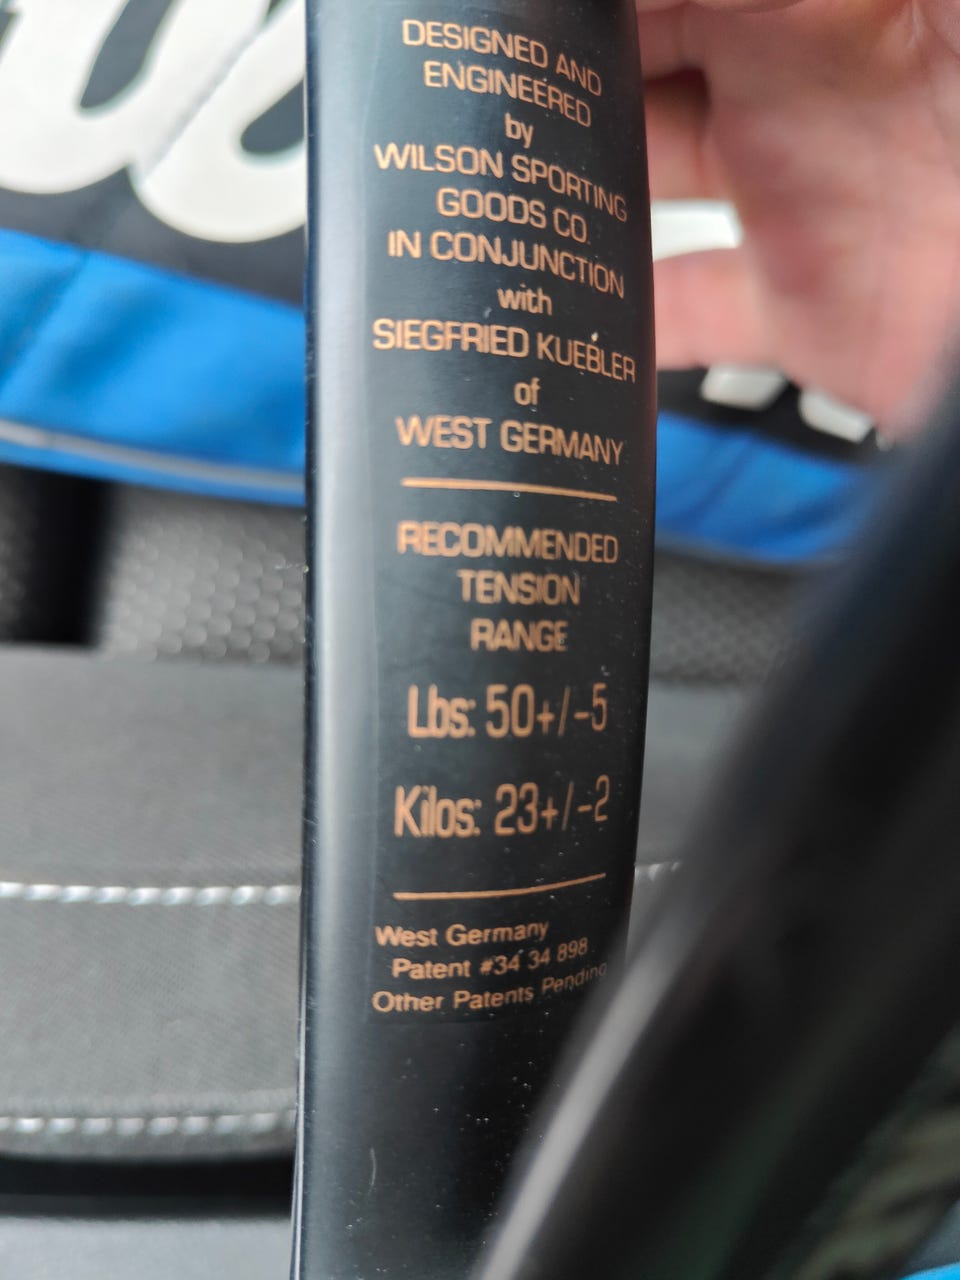 DESIGNED AND
ENGINEERED
by
WILSON SPORTING
GOODS CO.
IN CONJUNCTION
with
SIEGFRIED KUEBLER
of
WEST GERMANY
RECOMMENDED
TENSION
RANGE
Lbs: 50+/-5
Kilos: 23+/-2
West Germany
Patent #34 34 898
Other Patents Pending